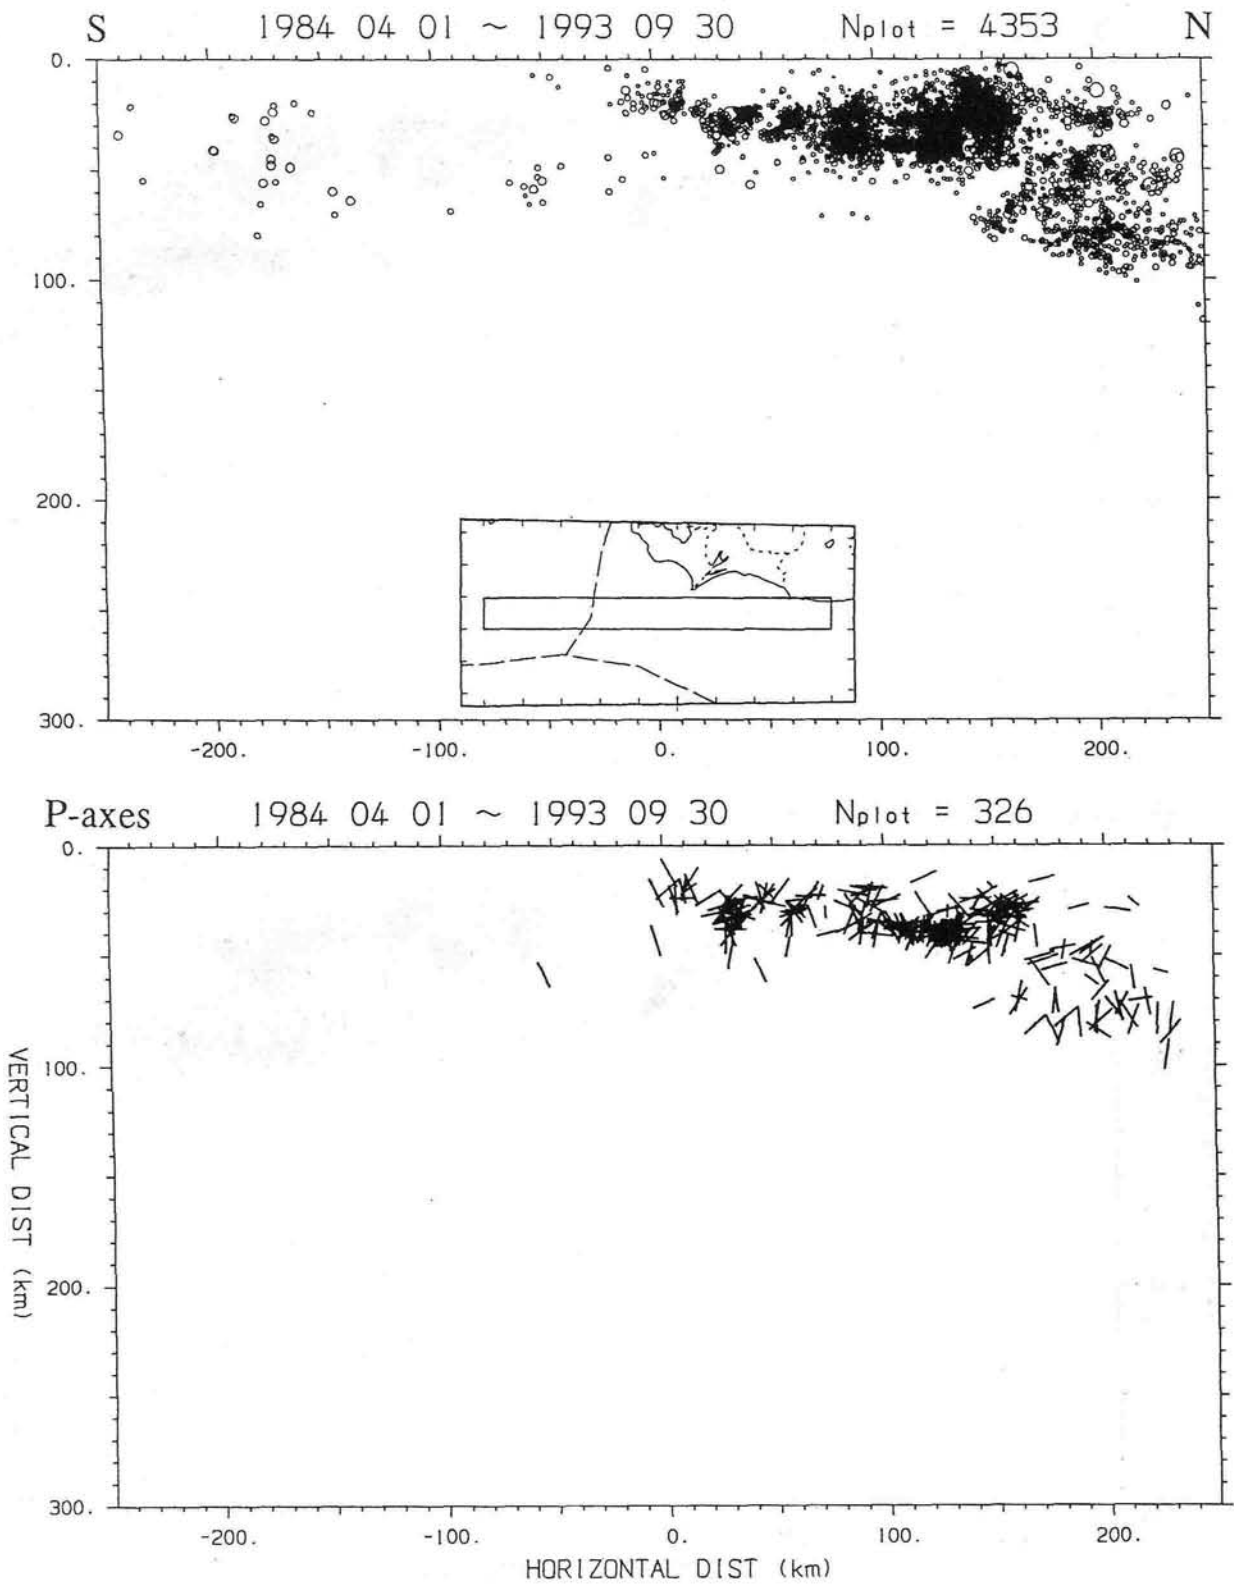 S 1984 04 01 ~ 1993 09 30 Nplot = 4353 N
0.
100.
200.
300.
-200. -100. 0. 100. 200.
P-axes 1984 04 01 ~ 1993 09 30 Nplot = 326
0.
100.
200.
300.
VERTICAL DIST (km)
-200. -100. 0. 100. 200.
HORIZONTAL DIST (km)